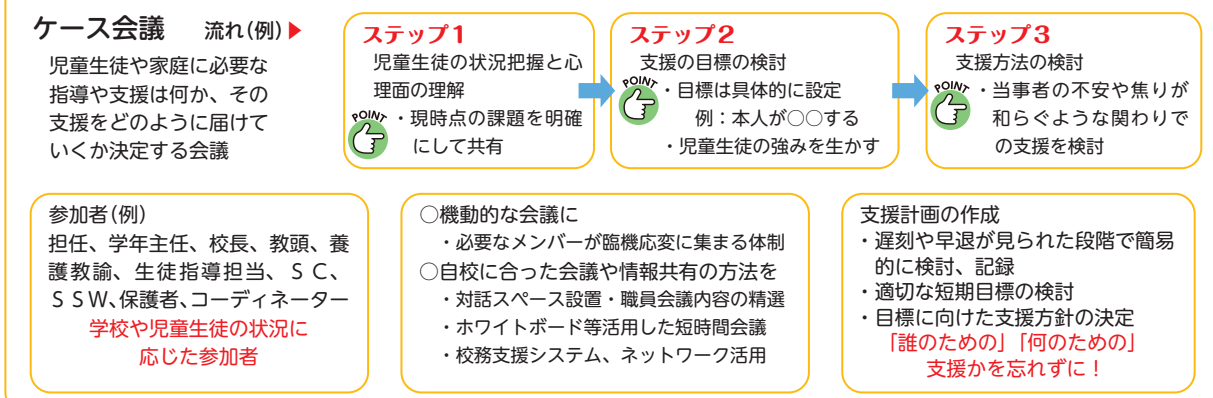 ケース会議 流れ(例)▶
児童生徒や家庭に必要な
指導や支援は何か、その
支援をどのように届けて
いくか決定する会議
ステップ1
児童生徒の状況把握と心
理面の理解
POINT
・現時点の課題を明確
にして共有
ステップ2
支援の目標の検討
POINT
・目標は具体的に設定
例：本人が○○する
・児童生徒の強みを生かす
ステップ3
支援方法の検討
POINT
・当事者の不安や焦りが
和らぐような関わりで
の支援を検討
参加者(例)
担任、学年主任、校長、教頭、養
護教諭、生徒指導担当、ＳＣ、
ＳＳＷ、保護者、コーディネーター
学校や児童生徒の状況に
応じた参加者
○機動的な会議に
・必要なメンバーが臨機応変に集まる体制
○自校に合った会議や情報共有の方法を
・対話スペース設置・職員会議内容の精選
・ホワイトボード等活用した短時間会議
・校務支援システム、ネットワーク活用
支援計画の作成
・遅刻や早退が見られた段階で簡易
的に検討、記録
・適切な短期目標の検討
・目標に向けた支援方針の決定
「誰のための」「何のための」
支援かを忘れずに！